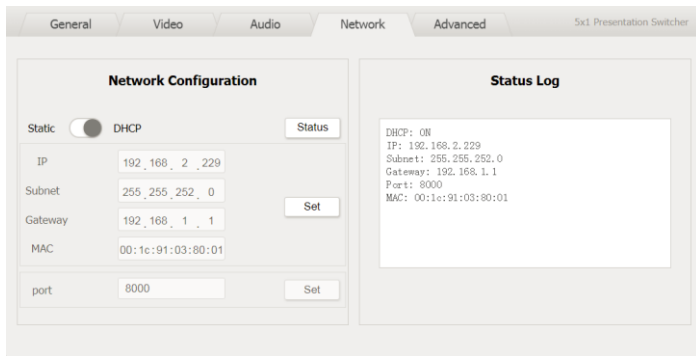 General Video Audio Network Advanced 5x1 Presentation Switcher
Network Configuration
Static DHCP Status
IP 192 . 168 . 2 . 229
Subnet 255 . 255 . 252 . 0
Set
Gateway 192 . 168 . 1 . 1
MAC 00:1c:91:03:80:01
port 8000 Set
Status Log
DHCP: ON
IP: 192.168.2.229
Subnet: 255.255.252.0
Gateway: 192.168.1.1
Port: 8000
MAC: 00:1c:91:03:80:01